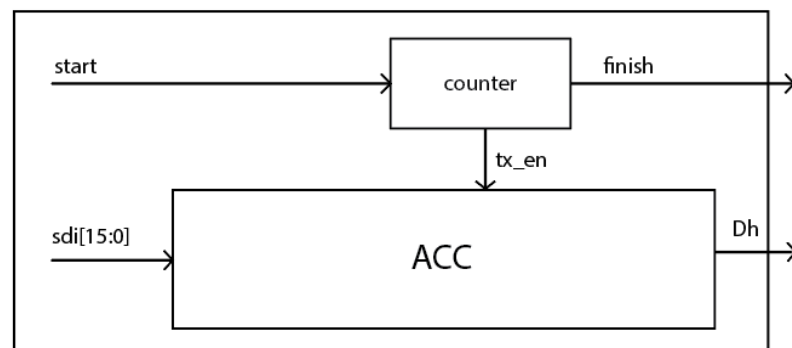 start
counter
finish
tx_en
sdi[15:0]
ACC
Dh